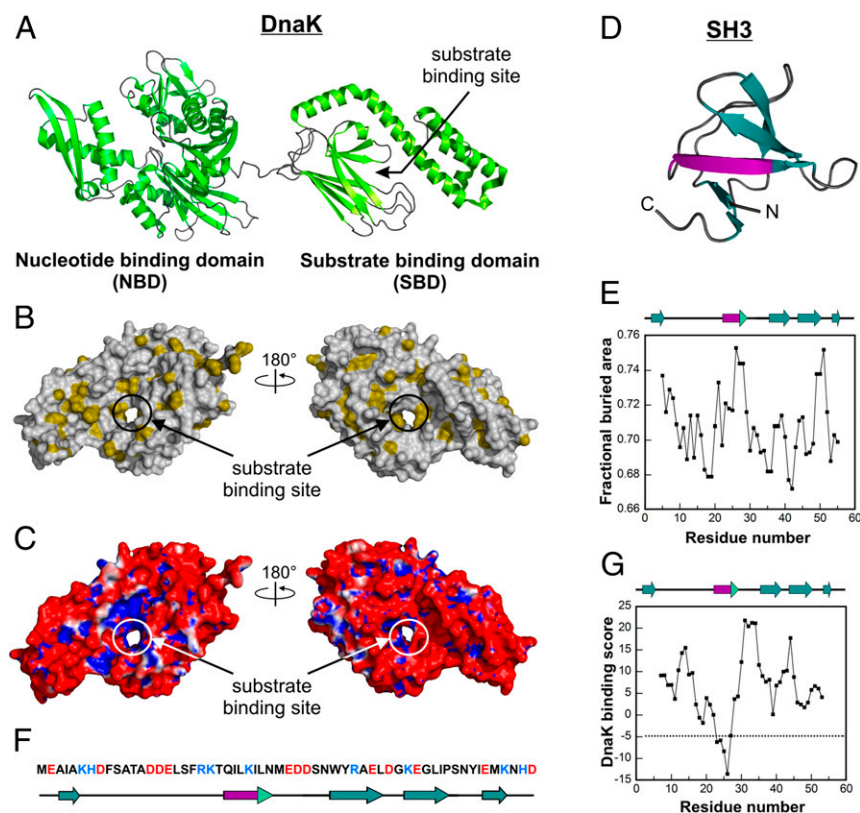 A
DnaK
substrate
binding site
Nucleotide binding domain
(NBD)
Substrate binding domain
(SBD)
B
180°
substrate
binding site
C
180°
substrate
binding site
F
MEAIAKHDFSATADDELSFRKTQILKILNMEDDSNWYRAELDGKEGLIPSNYIEMKNHD
D
SH3
C
N
E
Fractional buried area
0.76
0.74
0.72
0.70
0.68
0.66
0
10
20
30
40
50
60
Residue number
G
DnaK binding score
25
20
15
10
5
0
-5
-10
-15
0
10
20
30
40
50
60
Residue number